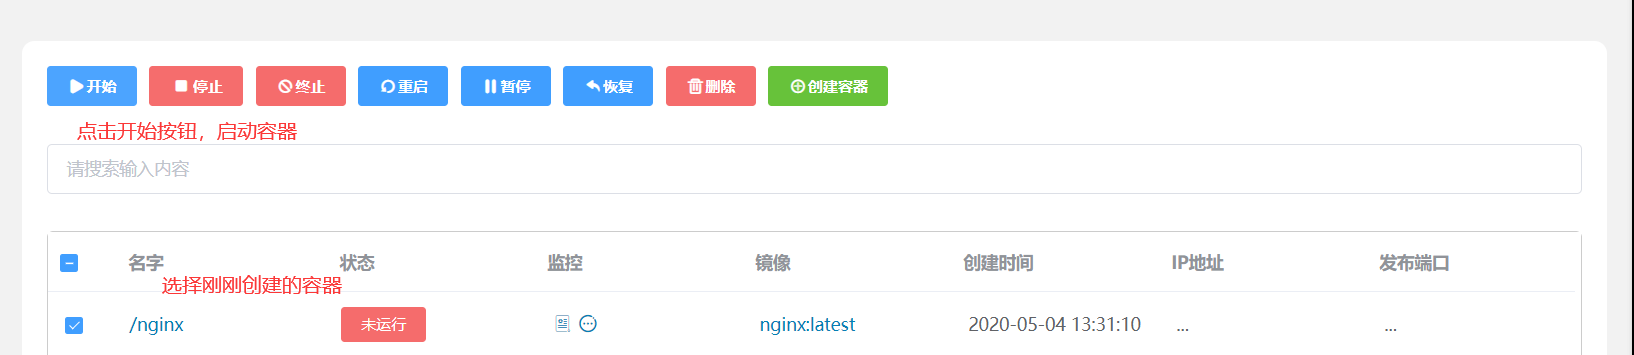 开始 停止 终止 重启 暂停 恢复 删除 创建容器
点击开始按钮，启动容器
请搜索输入内容
名字 状态 监控 镜像 创建时间 IP地址 发布端口
选择刚刚创建的容器
/nginx 未运行 nginx:latest 2020-05-04 13:31:10 ... ...